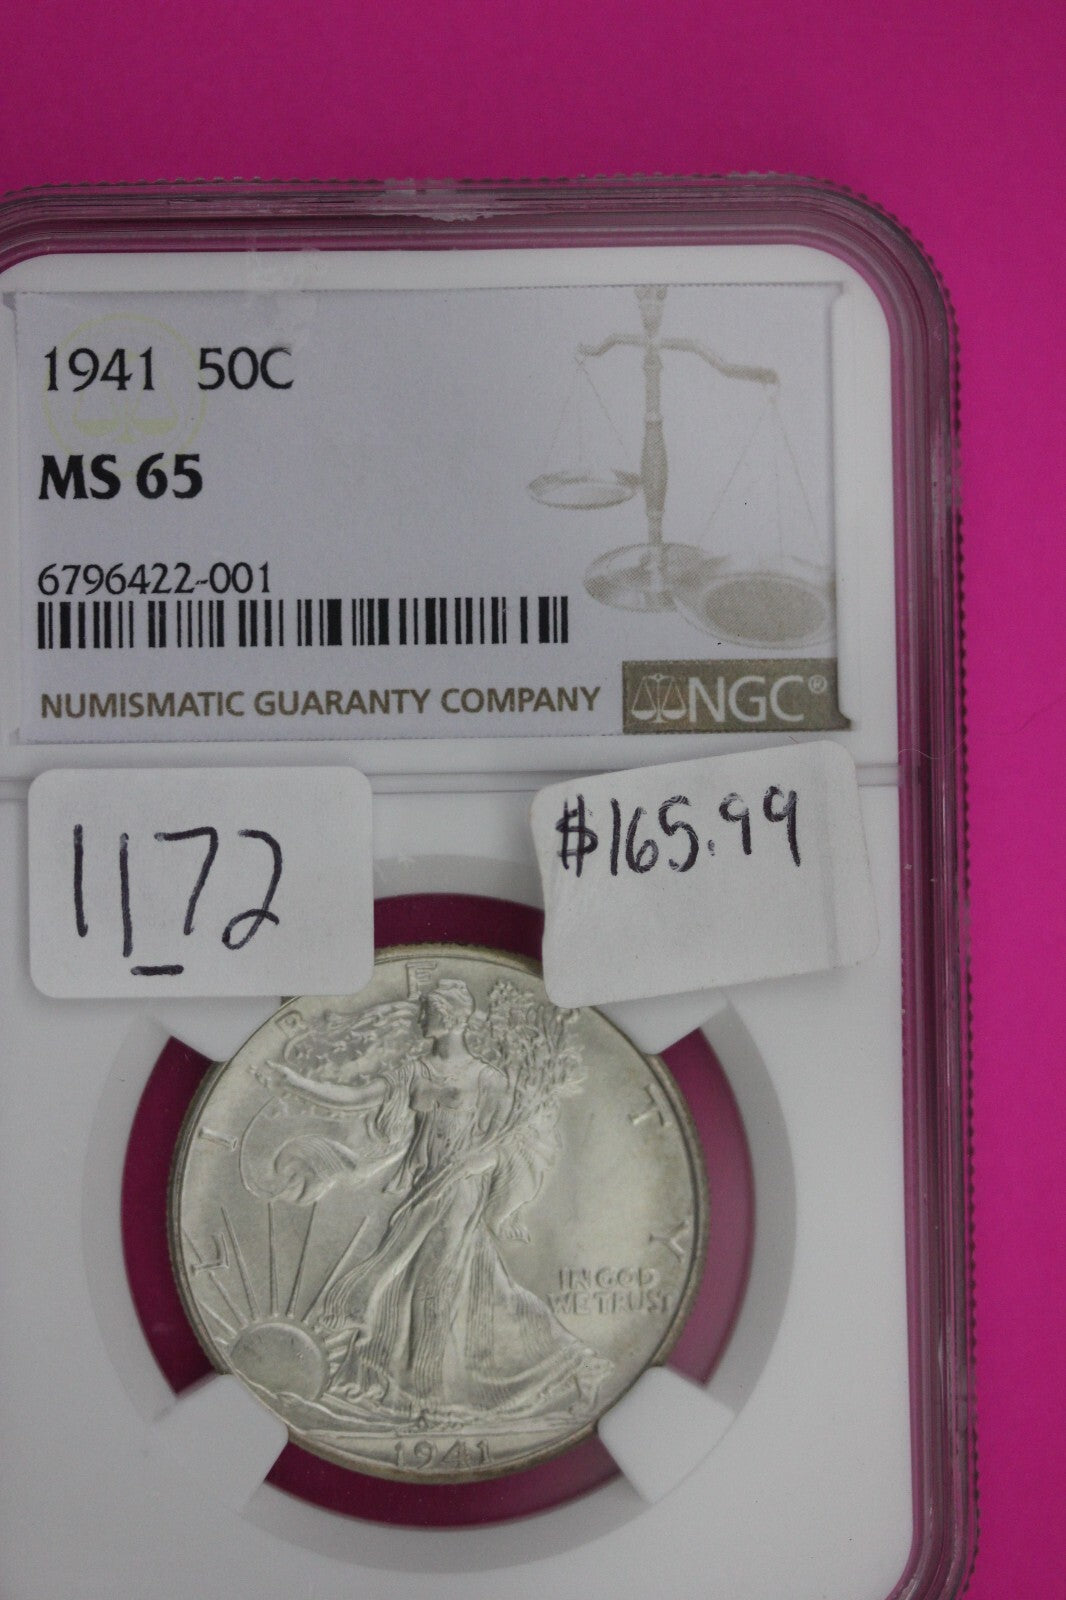 1941 50C
MS 65
6796422-001
NUMISMATIC GUARANTY COMPANY
NGC®
1172
$165.99
LIBERTY
IN GOD
WE TRUST
1941